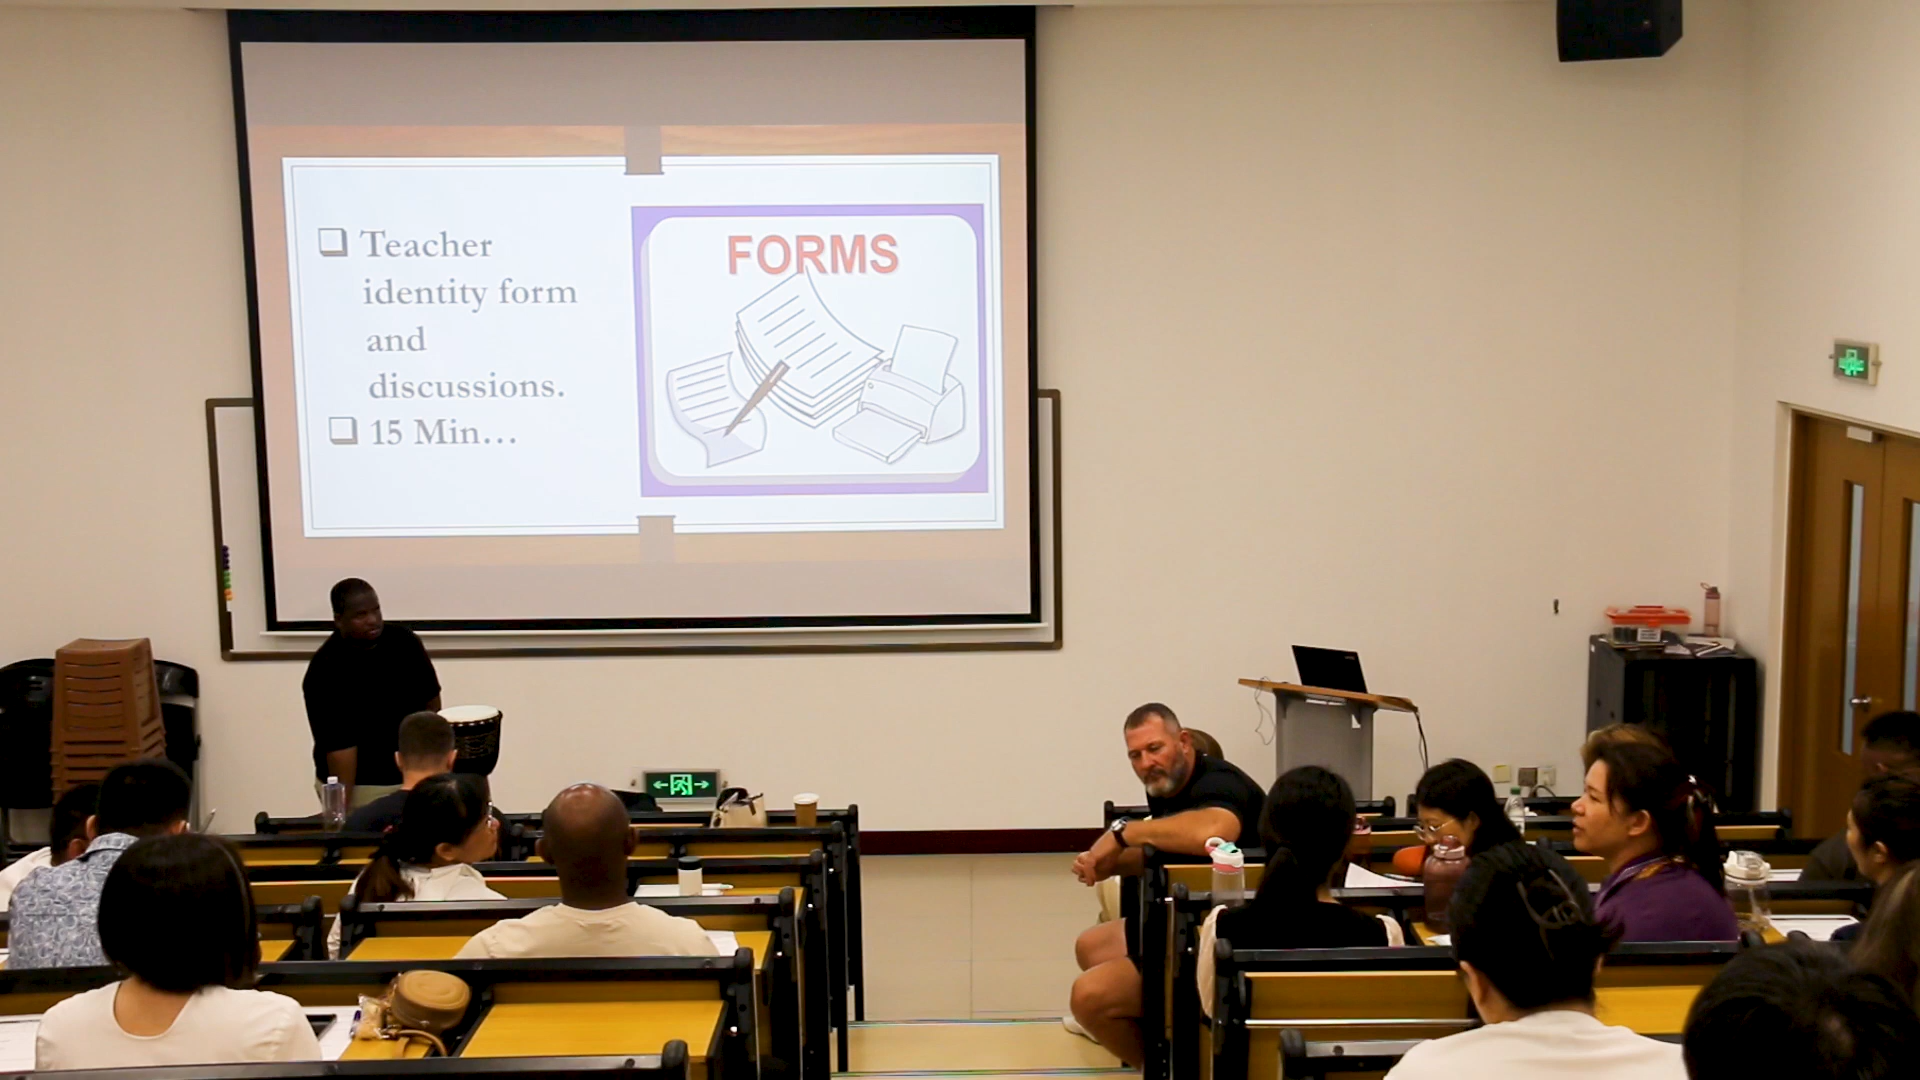 Teacher
identity form
and
discussions.
15 Min...
FORMS